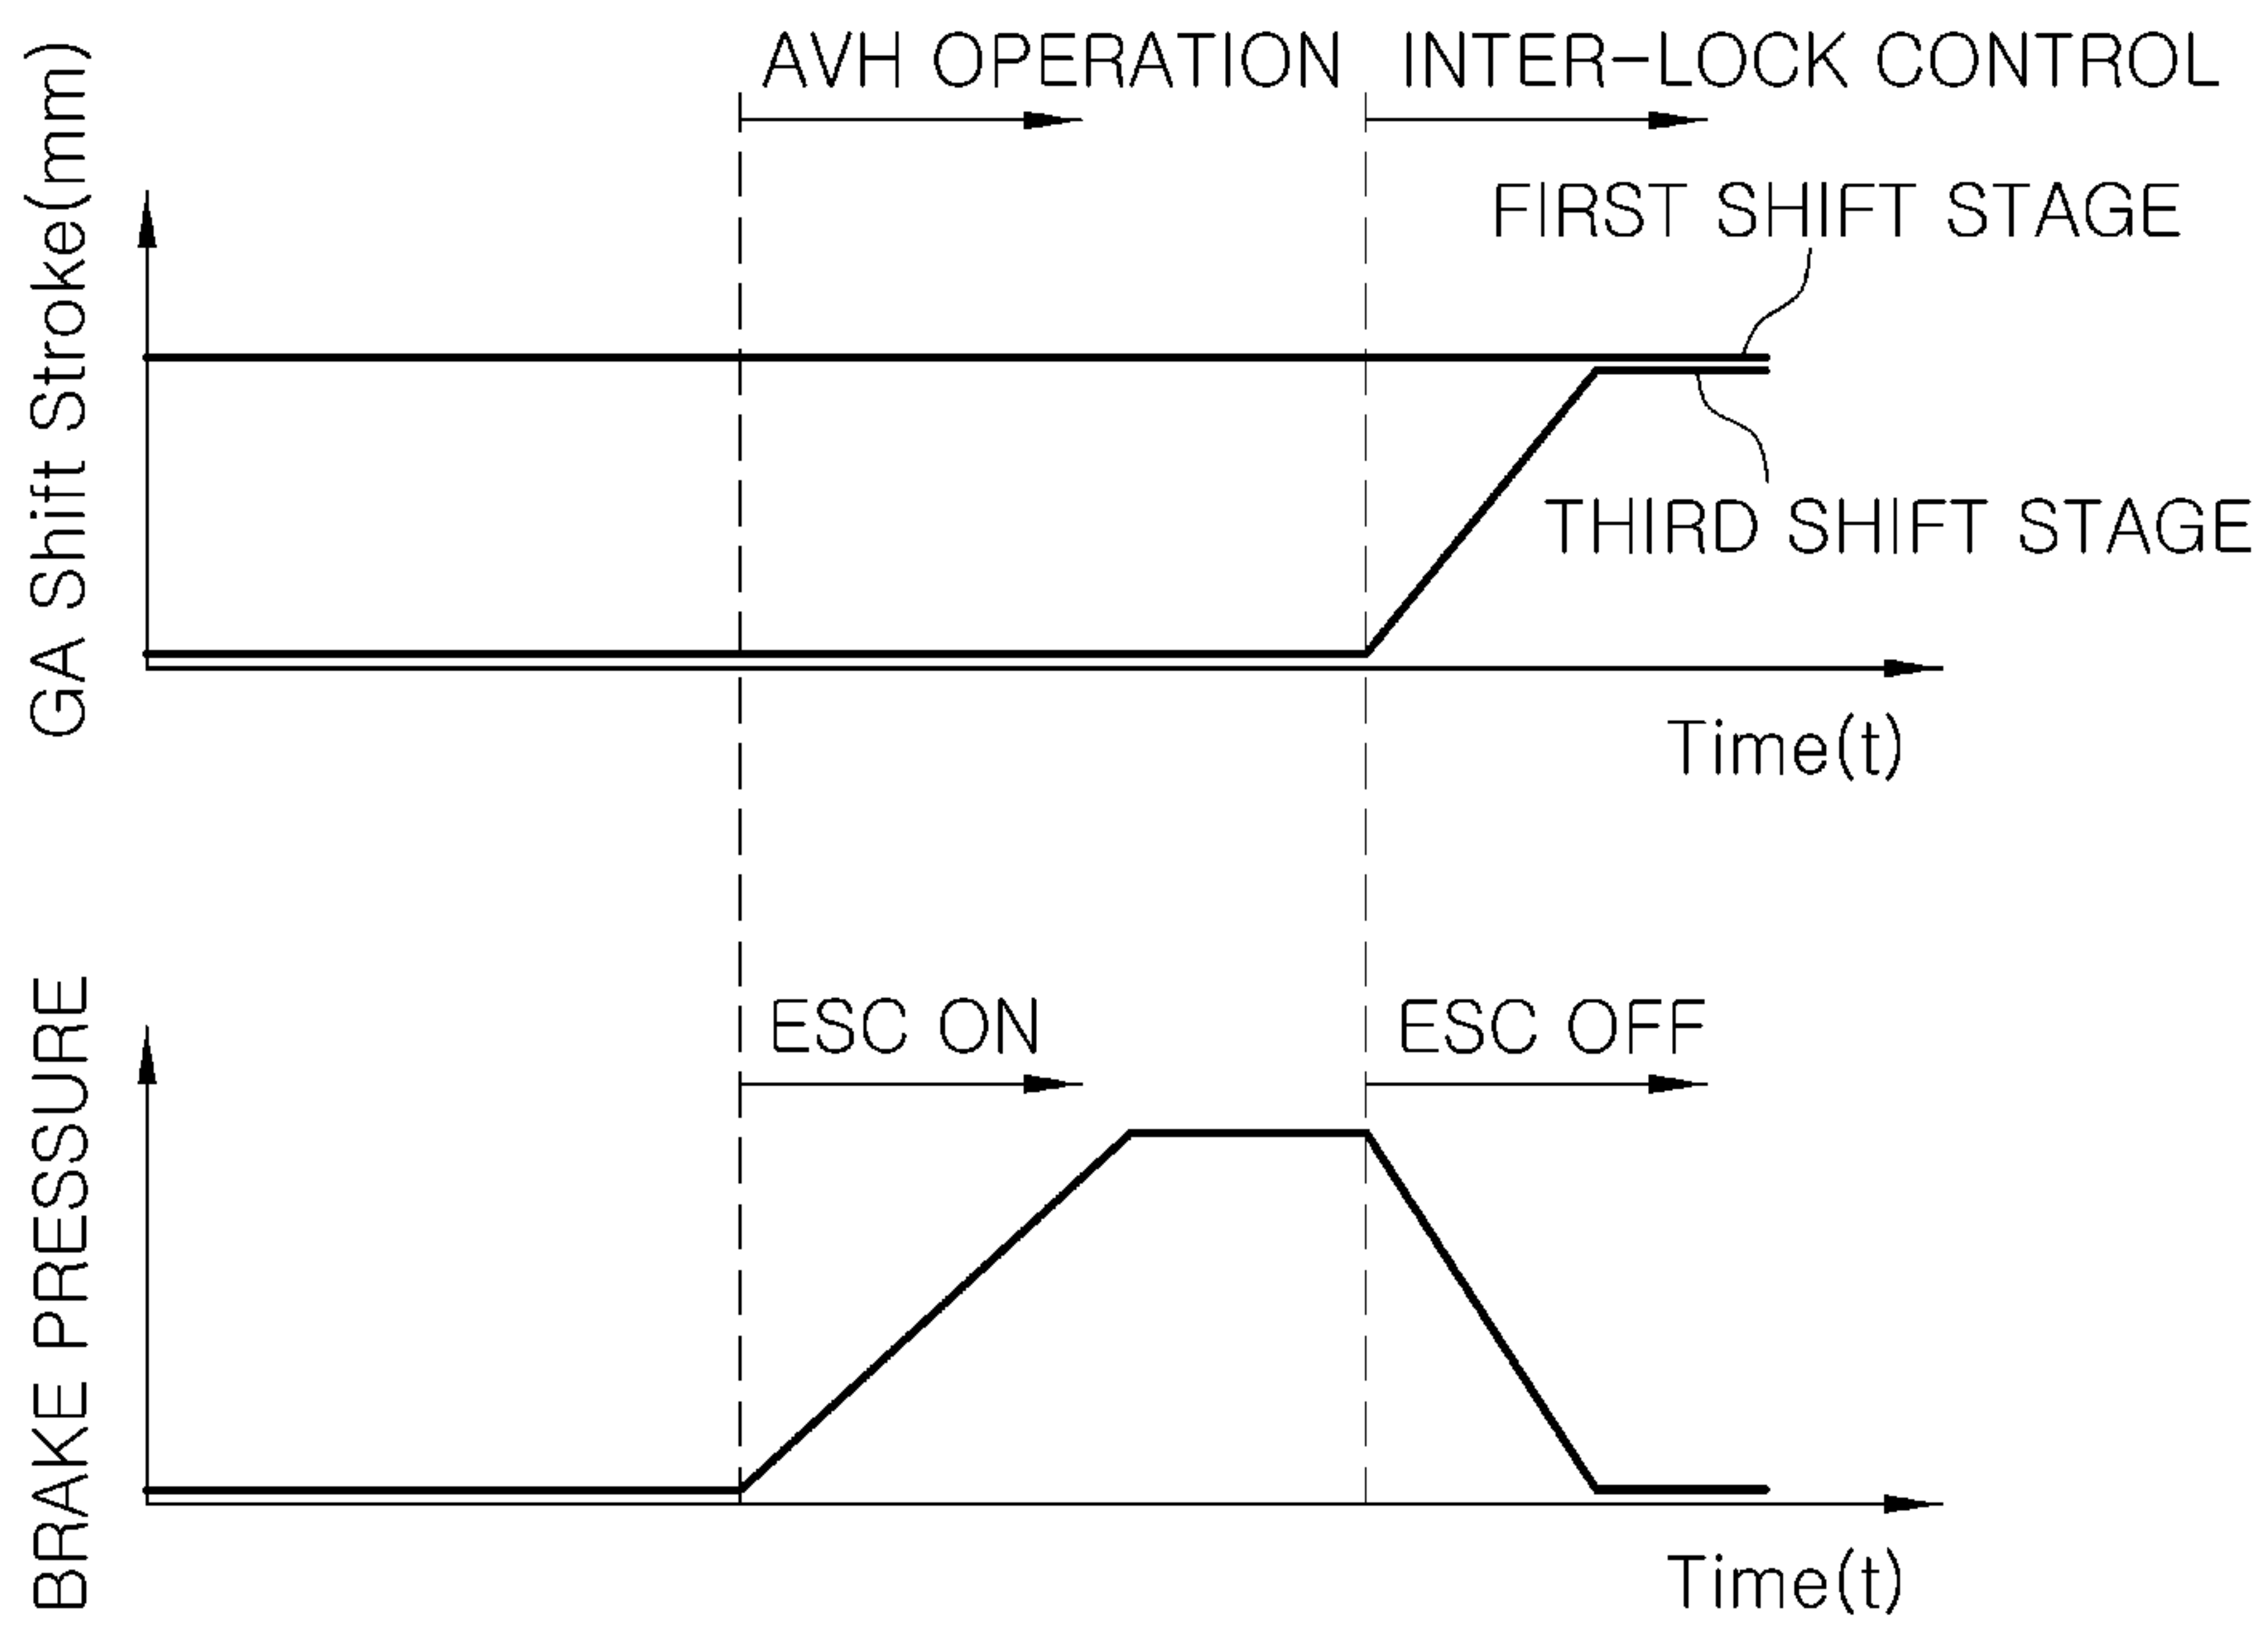 AVH OPERATION
INTER-LOCK CONTROL
GA Shift Stroke(mm)
FIRST SHIFT STAGE
THIRD SHIFT STAGE
Time(t)
BRAKE PRESSURE
ESC ON
ESC OFF
Time(t)